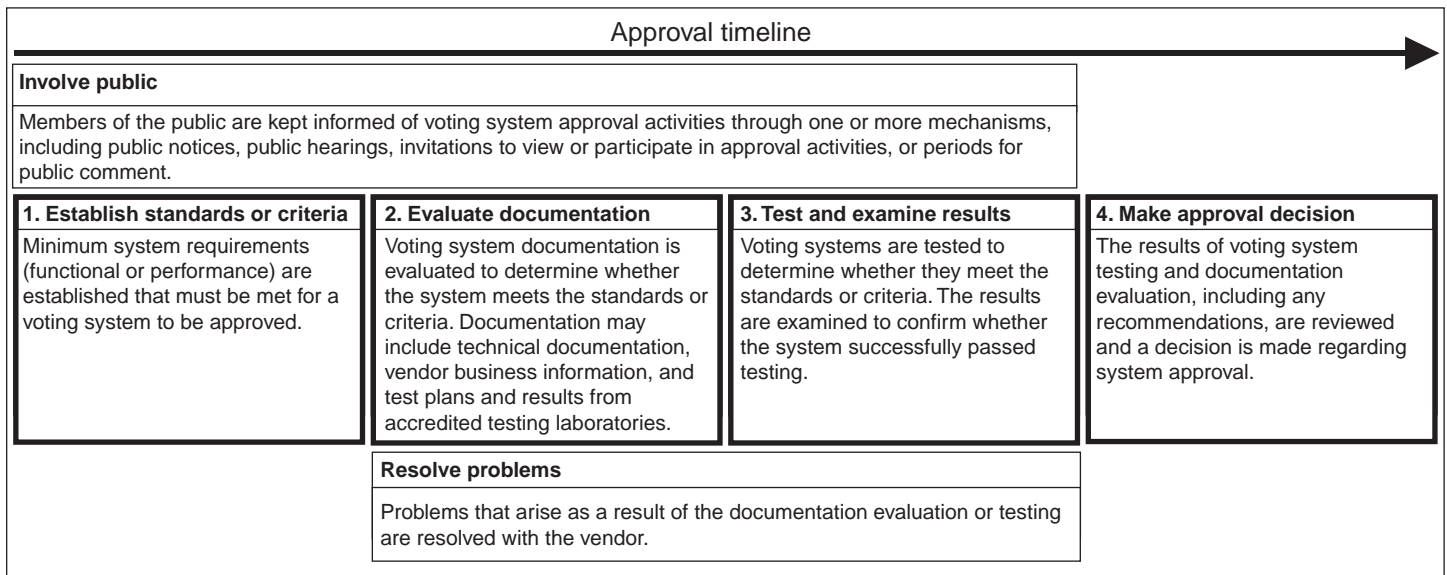 Approval timeline
Involve public
Members of the public are kept informed of voting system approval activities through one or more mechanisms,
including public notices, public hearings, invitations to view or participate in approval activities, or periods for
public comment.
1. Establish standards or criteria
Minimum system requirements
(functional or performance) are
established that must be met for a
voting system to be approved.
2. Evaluate documentation
Voting system documentation is
evaluated to determine whether
the system meets the standards or
criteria. Documentation may
include technical documentation,
vendor business information, and
test plans and results from
accredited testing laboratories.
3. Test and examine results
Voting systems are tested to
determine whether they meet the
standards or criteria. The results
are examined to confirm whether
the system successfully passed
testing.
4. Make approval decision
The results of voting system
testing and documentation
evaluation, including any
recommendations, are reviewed
and a decision is made regarding
system approval.
Resolve problems
Problems that arise as a result of the documentation evaluation or testing
are resolved with the vendor.